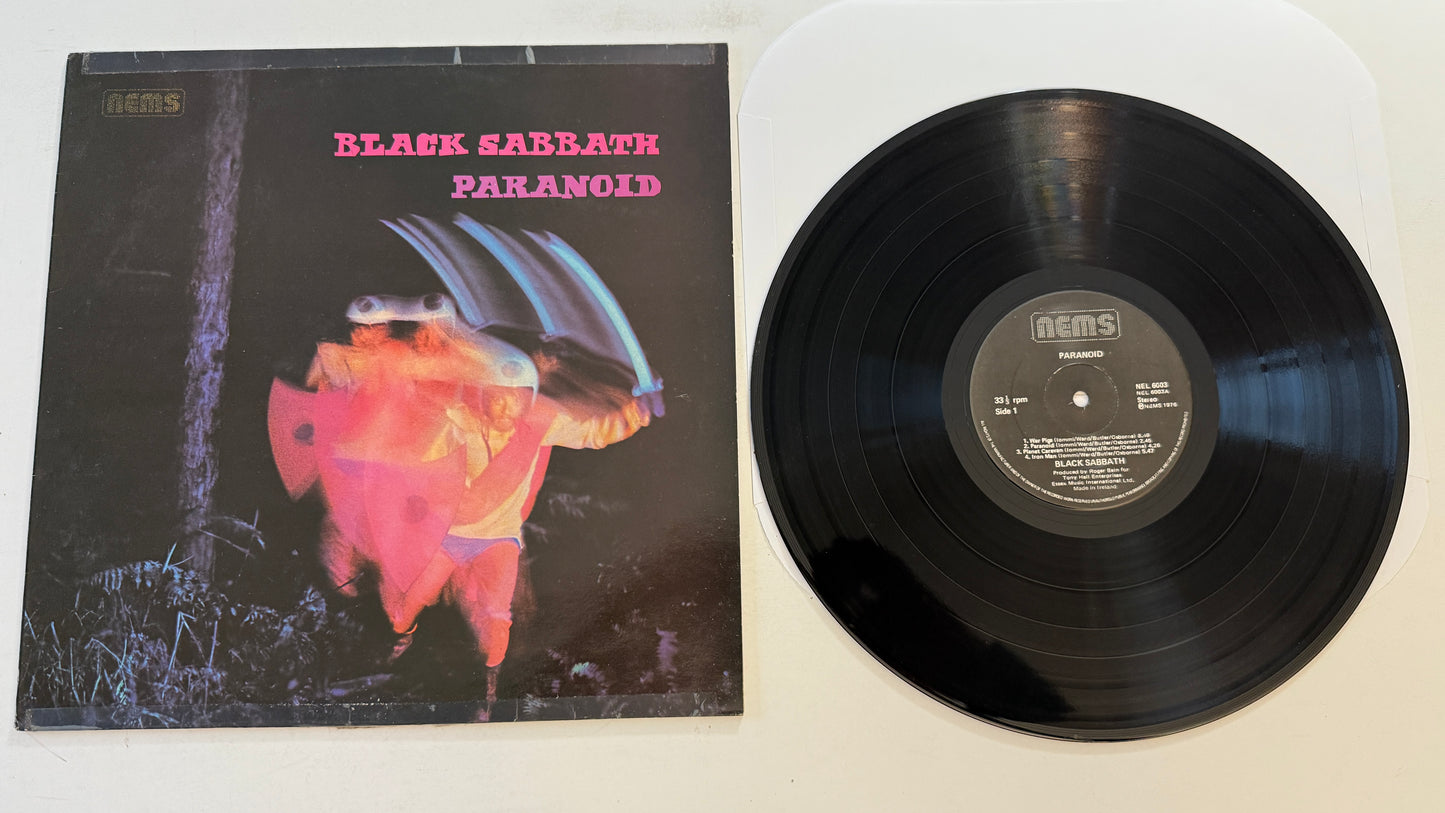 nems
BLACK SABBATH
PARANOID
nems
PARANOID
NEL 6003
NEL 6003A
33⅓ rpm
Stereo
Side 1
Ⓟ NEMS 1976
1. War Pigs (Iommi/Ward/Butler/Osborne)
2. Paranoid (Iommi/Ward/Butler/Osborne) 2.45
3. Planet Caravan (Iommi/Ward/Butler/Osborne) 4.26
4. Iron Man (Iommi/Ward/Butler/Osborne) 5.47
BLACK SABBATH
Produced by Roger Bain for
Tony Hall Enterprises.
Essex Music International Ltd.,
Made in Ireland